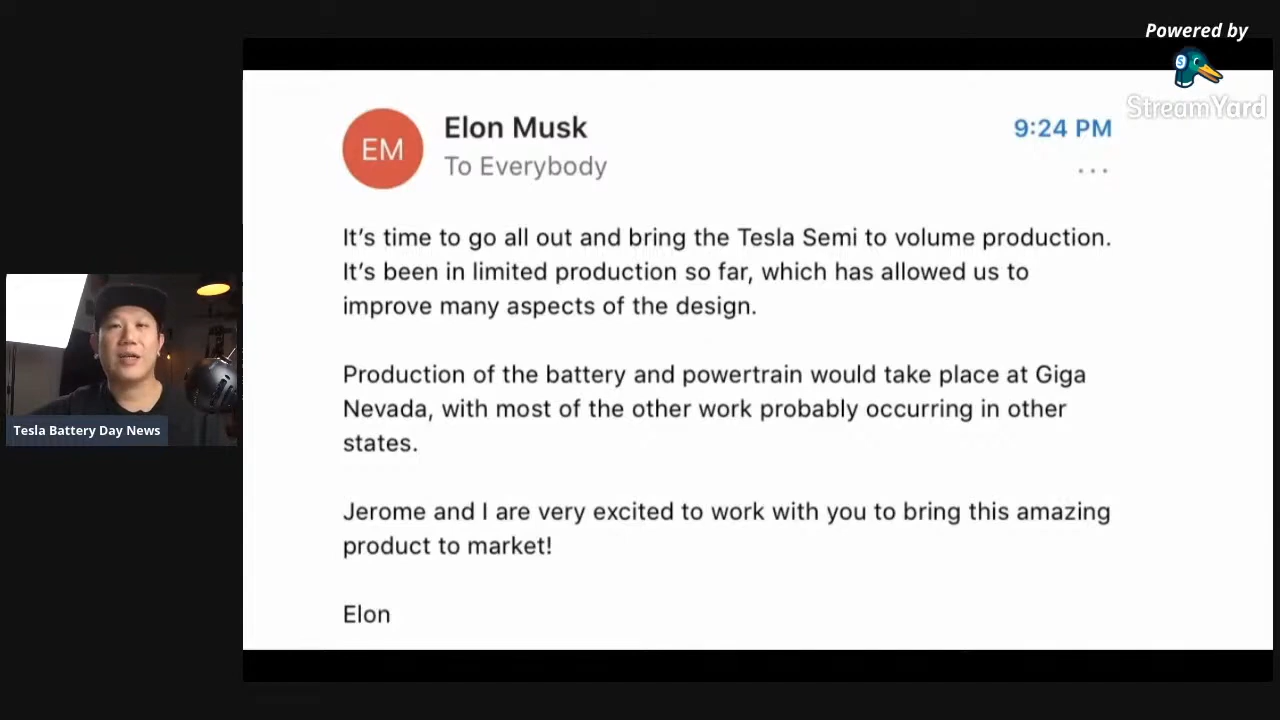 Powered by
S
StreamYard
EM
Elon Musk
9:24 PM
To Everybody
...
It’s time to go all out and bring the Tesla Semi to volume production.
It’s been in limited production so far, which has allowed us to
improve many aspects of the design.
Production of the battery and powertrain would take place at Giga
Nevada, with most of the other work probably occurring in other
states.
Jerome and I are very excited to work with you to bring this amazing
product to market!
Elon
Tesla Battery Day News